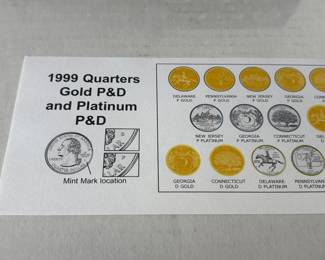 1999 Quarters
Gold P&D
and Platinum
P&D
Mint Mark location
DELAWARE
P GOLD
PENNSYLVANIA
P GOLD
NEW JERSEY
P GOLD
GEORGIA
P GOLD
NEW JERSEY
P PLATINUM
GEORGIA
P PLATINUM
CONNECTICUT
P PLATINUM
GEORGIA
D GOLD
CONNECTICUT
D GOLD
DELAWARE
D PLATINUM
D PLATINUM